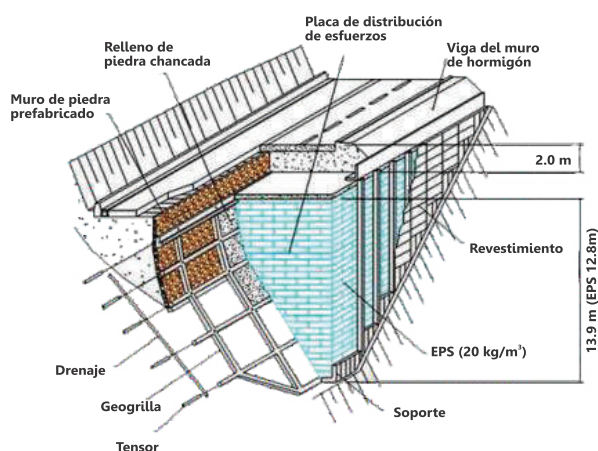 Placa de distribución
de esfuerzos
Relleno de
piedra chancada
Viga del muro
de hormigón
Muro de piedra
prefabricado
2.0 m
Revestimiento
13.9 m (EPS 12.8m)
EPS (20 kg/m³)
Drenaje
Geogrilla
Soporte
Tensor